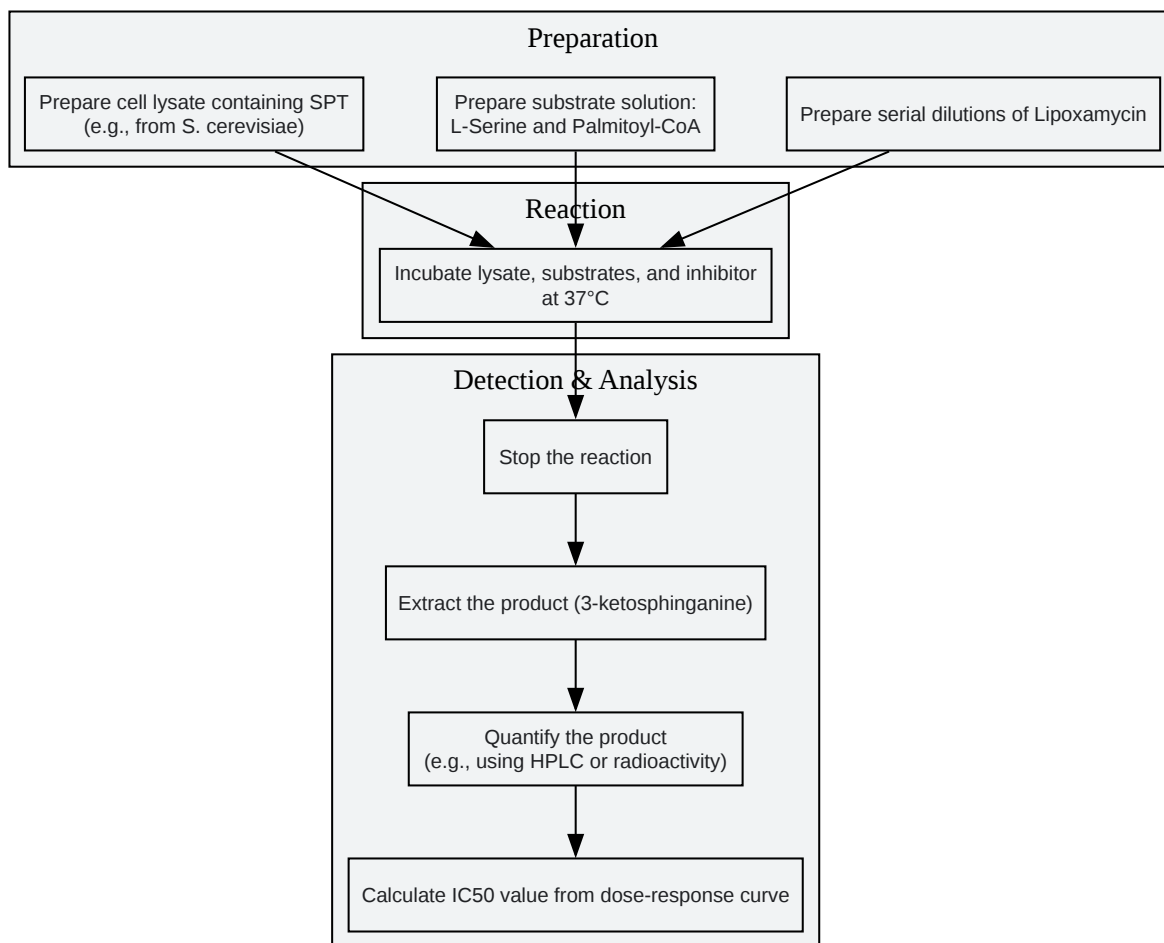 Preparation
Prepare cell lysate containing SPT
(e.g., from S. cerevisiae)
Prepare substrate solution:
L-Serine and Palmitoyl-CoA
Prepare serial dilutions of Lipoxamycin
Reaction
Incubate lysate, substrates, and inhibitor
at 37°C
Detection & Analysis
Stop the reaction
Extract the product (3-ketosphinganine)
Quantify the product
(e.g., using HPLC or radioactivity)
Calculate IC50 value from dose-response curve